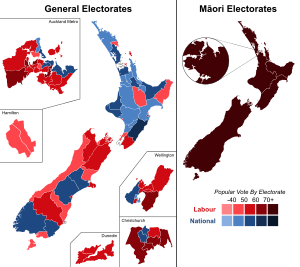 General Electorates
Māori Electorates
Auckland Metro
Hamilton
Wellington
Christchurch
Dunedin
Popular Vote By Electorate
-40 50 60 70+
Labour
National